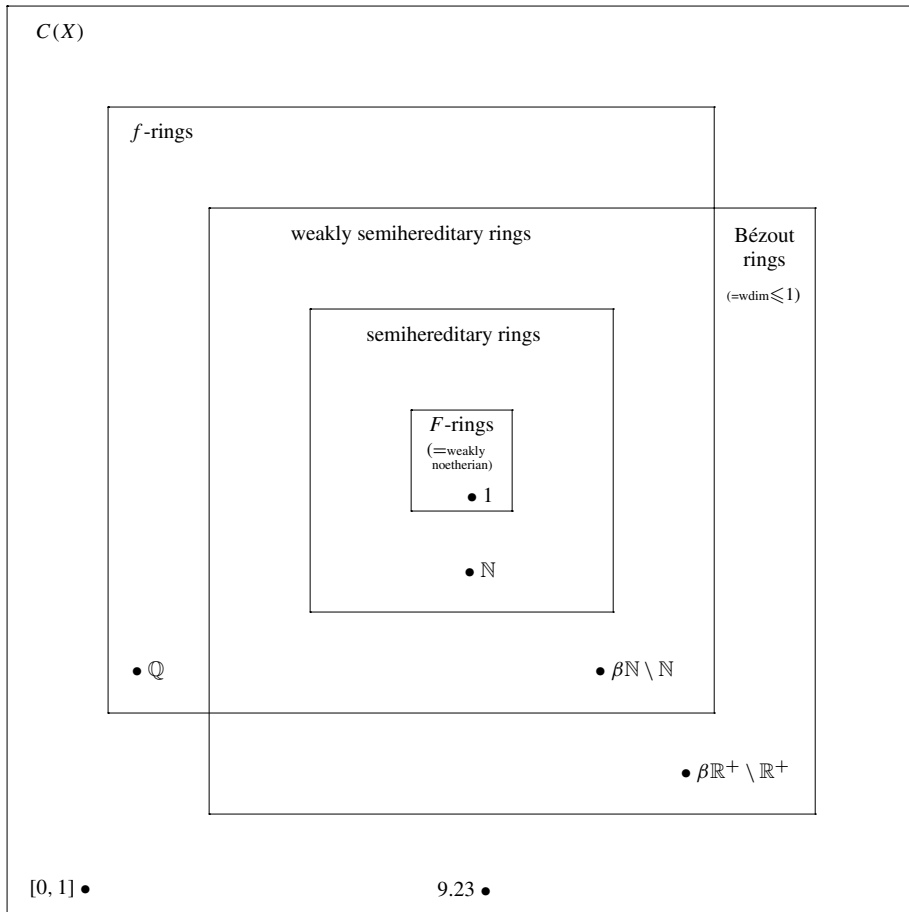 C(X)
f-rings
weakly semihereditary rings
Bézout
rings
(=wdim⩽1)
semihereditary rings
F-rings
(=weakly
noetherian)
• 1
• ℕ
• ℚ
• βℕ \ ℕ
• βℝ⁺ \ ℝ⁺
[0, 1] •
9.23 •